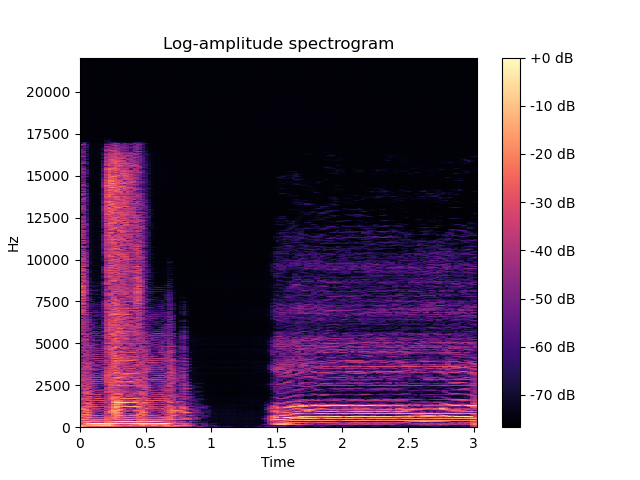 Log-amplitude spectrogram
Hz
20000
17500
15000
12500
10000
7500
5000
2500
0
0 0.5 1 1.5 2 2.5 3
Time
+0 dB
-10 dB
-20 dB
-30 dB
-40 dB
-50 dB
-60 dB
-70 dB